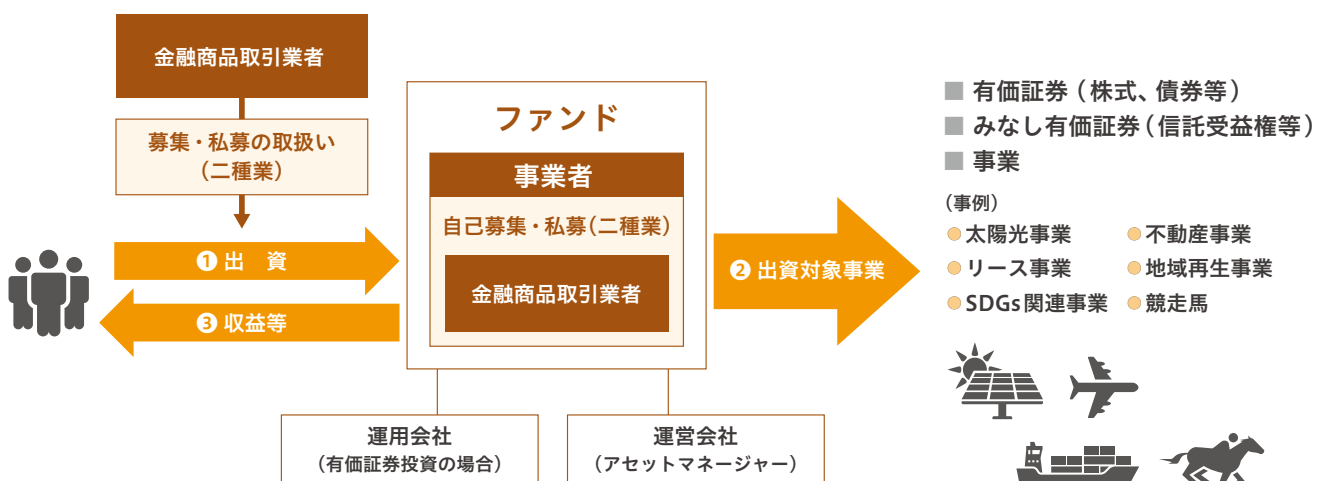 金融商品取引業者
募集・私募の取扱い
(二種業)
❶ 出　資
❸ 収益等
ファンド
事業者
自己募集・私募(二種業)
金融商品取引業者
運用会社
(有価証券投資の場合)
運営会社
(アセットマネージャー)
❷ 出資対象事業
■ 有価証券(株式、債券等)
■ みなし有価証券(信託受益権等)
■ 事業
(事例)
●太陽光事業　●不動産事業
●リース事業　●地域再生事業
●SDGs関連事業　●競走馬